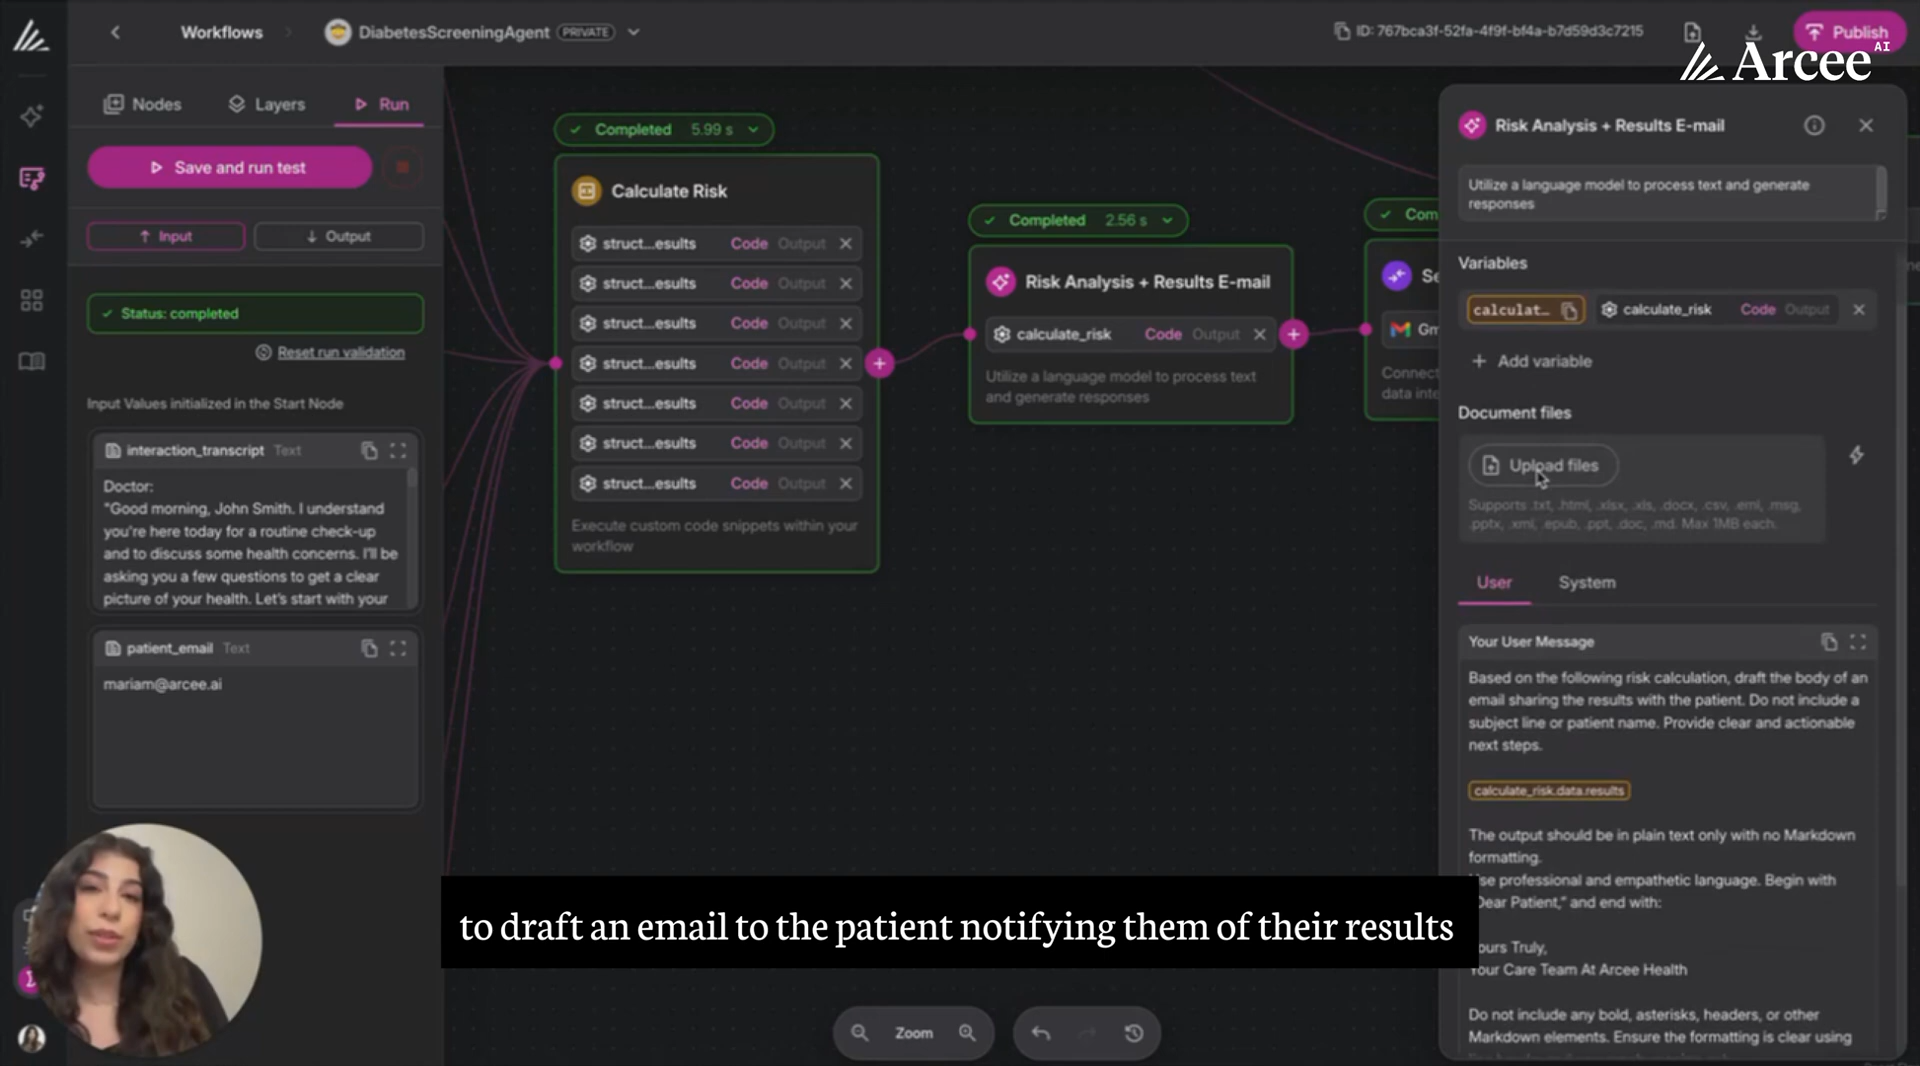 Workflows
DiabetesScreeningAgent PRIVATE
ID: 767bca3f-52fa-4f9f-bf4a-b7d59d3c7215
Publish
Arcee AI
Nodes
Layers
Run
Save and run test
Input
Output
Status: completed
Reset run validation
Input Values initialized in the Start Node
interaction_transcript Text
Doctor:
"Good morning, John Smith. I understand
you're here today for a routine check-up
and to discuss some health concerns. I'll be
asking you a few questions to get a clear
picture of your health. Let's start with your
patient_email Text
mariam@arcee.ai
Completed 5.99 s
Calculate Risk
struct...esults Code Output
struct...esults Code Output
struct...esults Code Output
struct...esults Code Output
struct...esults Code Output
struct...esults Code Output
struct...esults Code Output
Execute custom code snippets within your
workflow
Completed 2.56 s
Risk Analysis + Results E-mail
calculate_risk Code Output
Utilize a language model to process text
and generate responses
Com
Se
Gm
Connect
data inte
Risk Analysis + Results E-mail
Utilize a language model to process text and generate
responses
Variables
calculat... calculate_risk Code Output
Add variable
Document files
Upload files
Supports .txt, .html, .xlsx, .xls, .docx, .csv, .eml, .msg,
.pptx, .xml, .epub, .ppt, .doc, .md. Max 1MB each.
User
System
Your User Message
Based on the following risk calculation, draft the body of an
email sharing the results with the patient. Do not include a
subject line or patient name. Provide clear and actionable
next steps.
calculate_risk.data.results
The output should be in plain text only with no Markdown
formatting.
se professional and empathetic language. Begin with
Dear Patient," and end with:
ours Truly,
Your Care Team At Arcee Health
Do not include any bold, asterisks, headers, or other
Markdown elements. Ensure the formatting is clear using
to draft an email to the patient notifying them of their results
Zoom